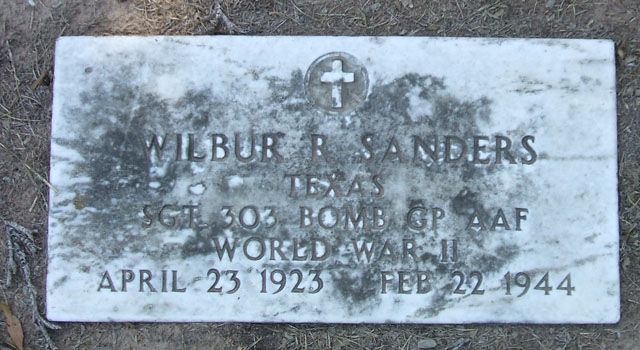 WILBUR R SANDERS
TEXAS
SGT 303 BOMB GP AAF
WORLD WAR II
APRIL 23 1923 FEB 22 1944